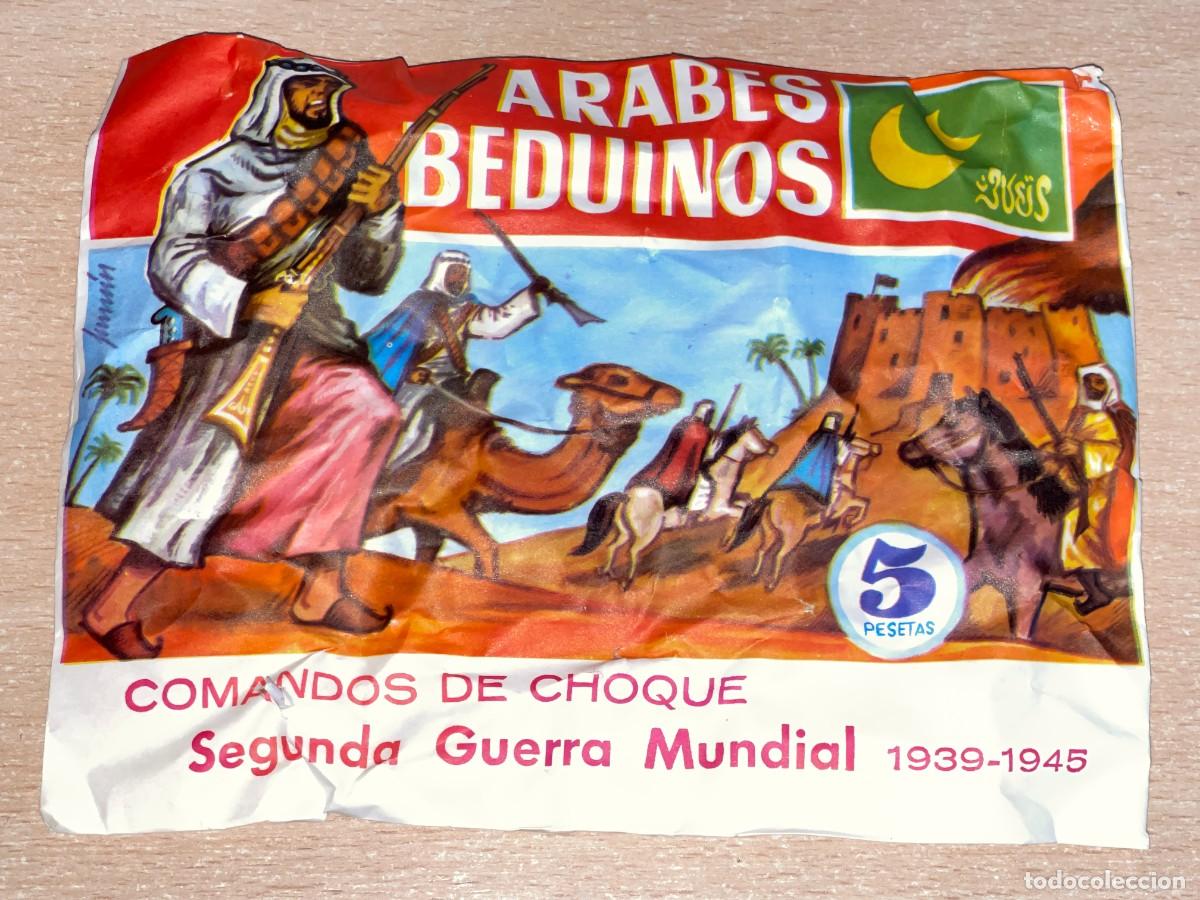 ARABES
BEDUINOS
5
PESETAS
COMANDOS DE CHOQUE
Segunda Guerra Mundial 1939-1945
todocoleccion